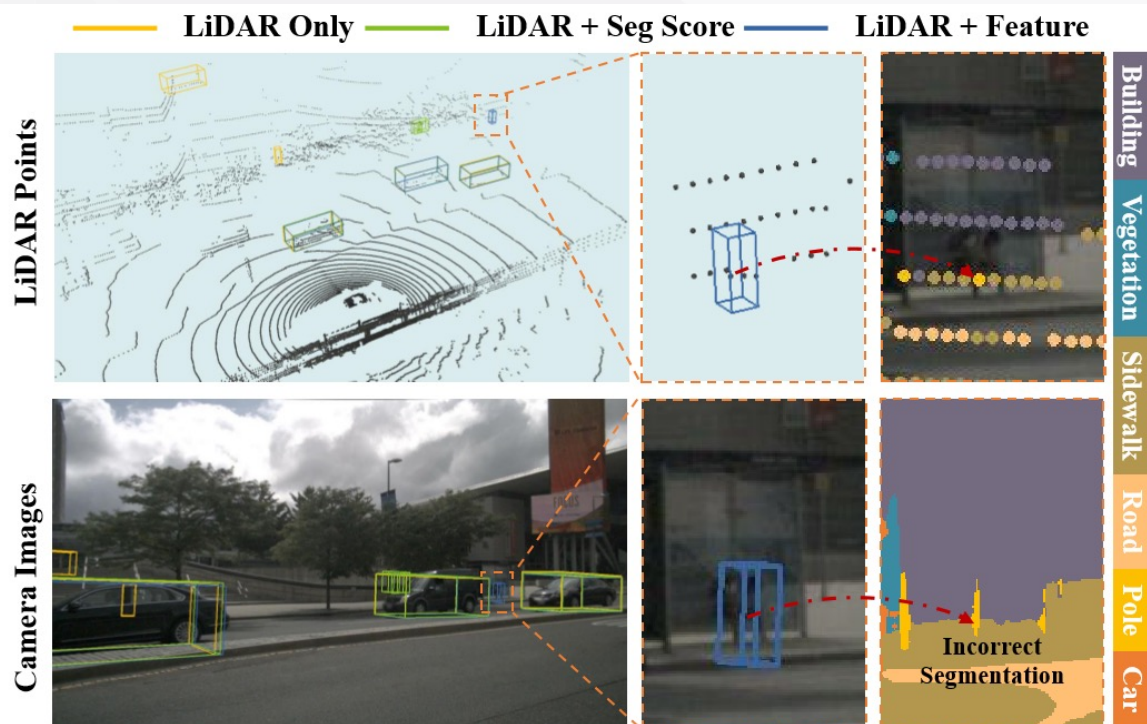 LiDAR Only
LiDAR + Seg Score
LiDAR + Feature
LiDAR Points
Camera Images
Incorrect
Segmentation
Building
Vegetation
Sidewalk
Road
Pole
Car